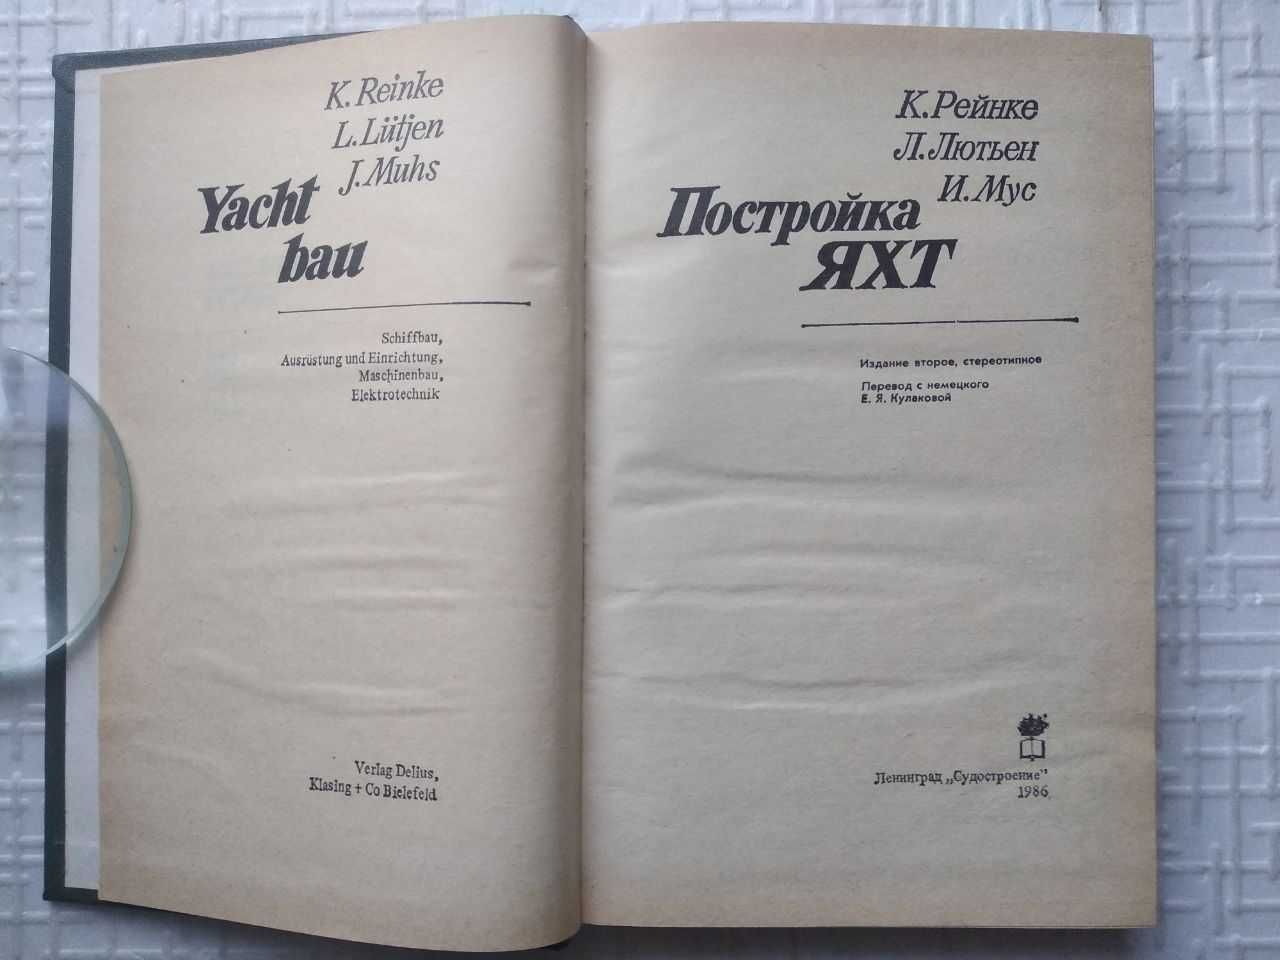 K. Reinke
L. Lütjen
J. Muhs
Yacht
bau
Schiffbau,
Ausrüstung und Einrichtung,
Maschinenbau,
Elektrotechnik
Verlag Delius,
Klasing + Co Bielefeld
К. Рейнке
Л. Лютьен
И. Мус
Постройка
ЯХТ
Издание второе, стереотипное
Перевод с немецкого
Е. Я. Кулаковой
Ленинград „Судостроение"
1986